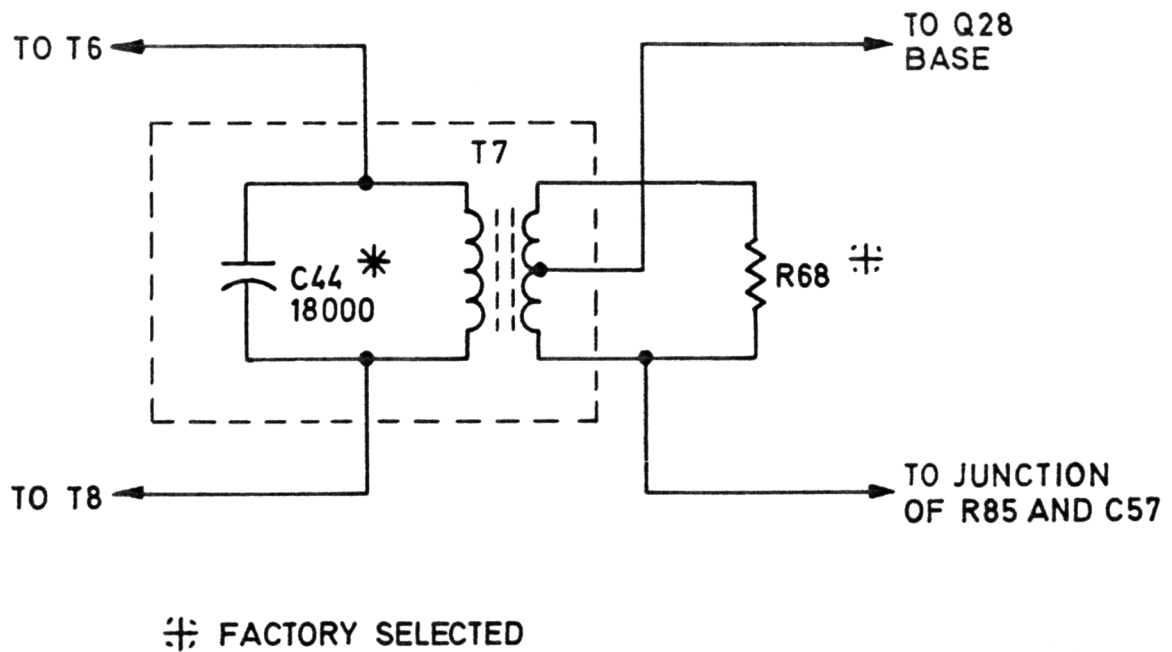 TO T6
TO Q28
BASE
T7
C44 *
18000
R68 ⁜
TO T8
TO JUNCTION
OF R85 AND C57
⁜ FACTORY SELECTED